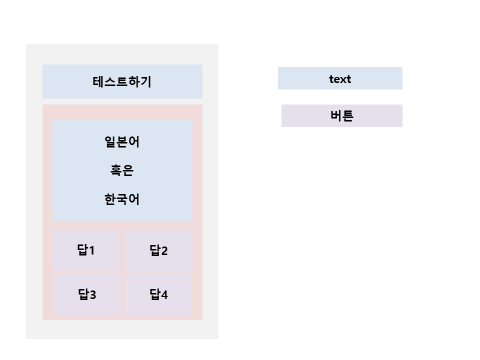 테스트하기
일본어
혹은
한국어
답1 답2
답3 답4
text
버튼